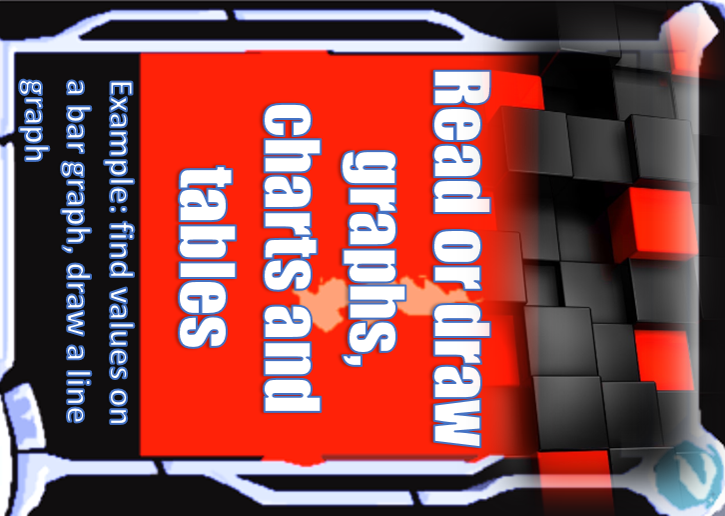 Read or draw
graphs,
charts and
tables
Example: find values on
a bar graph, draw a line
graph